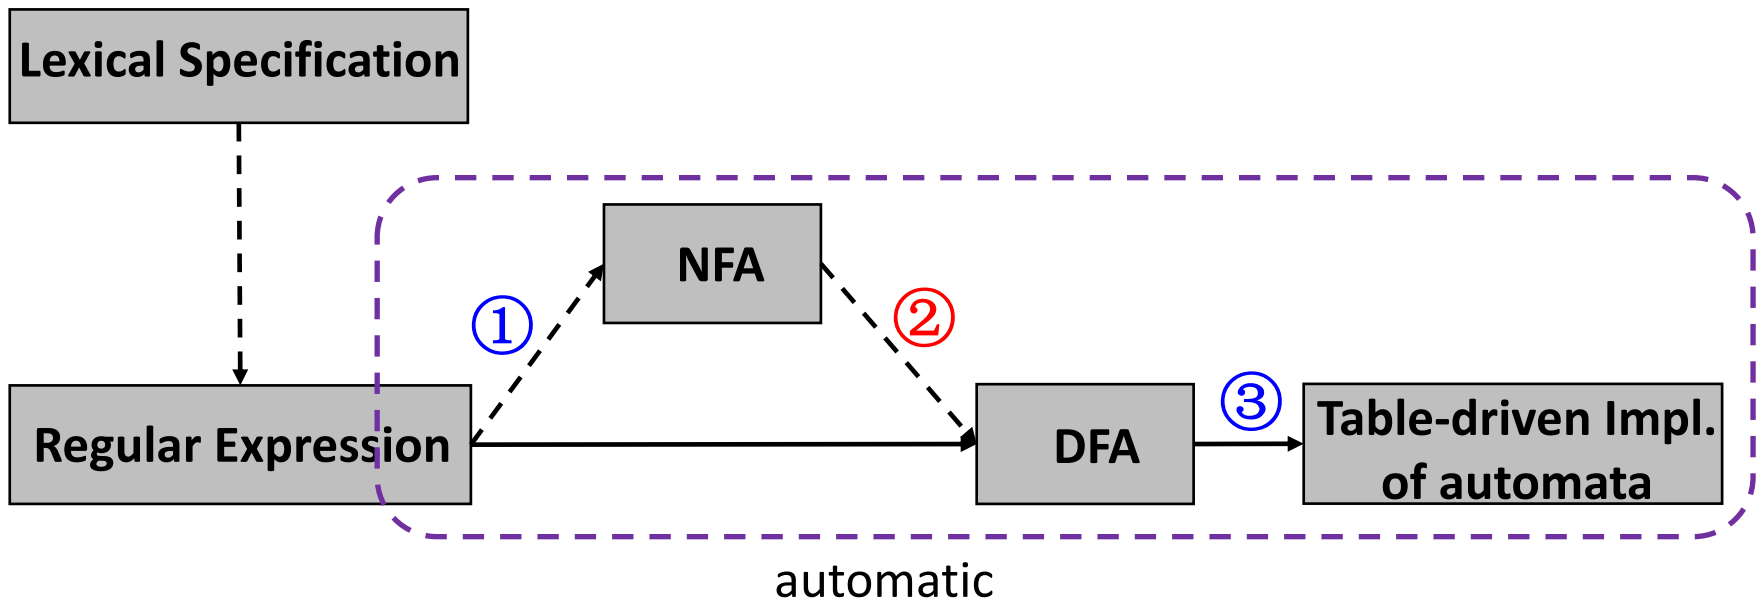 Lexical Specification
NFA
①
②
③
Regular Expression
DFA
Table-driven Impl.
of automata
automatic